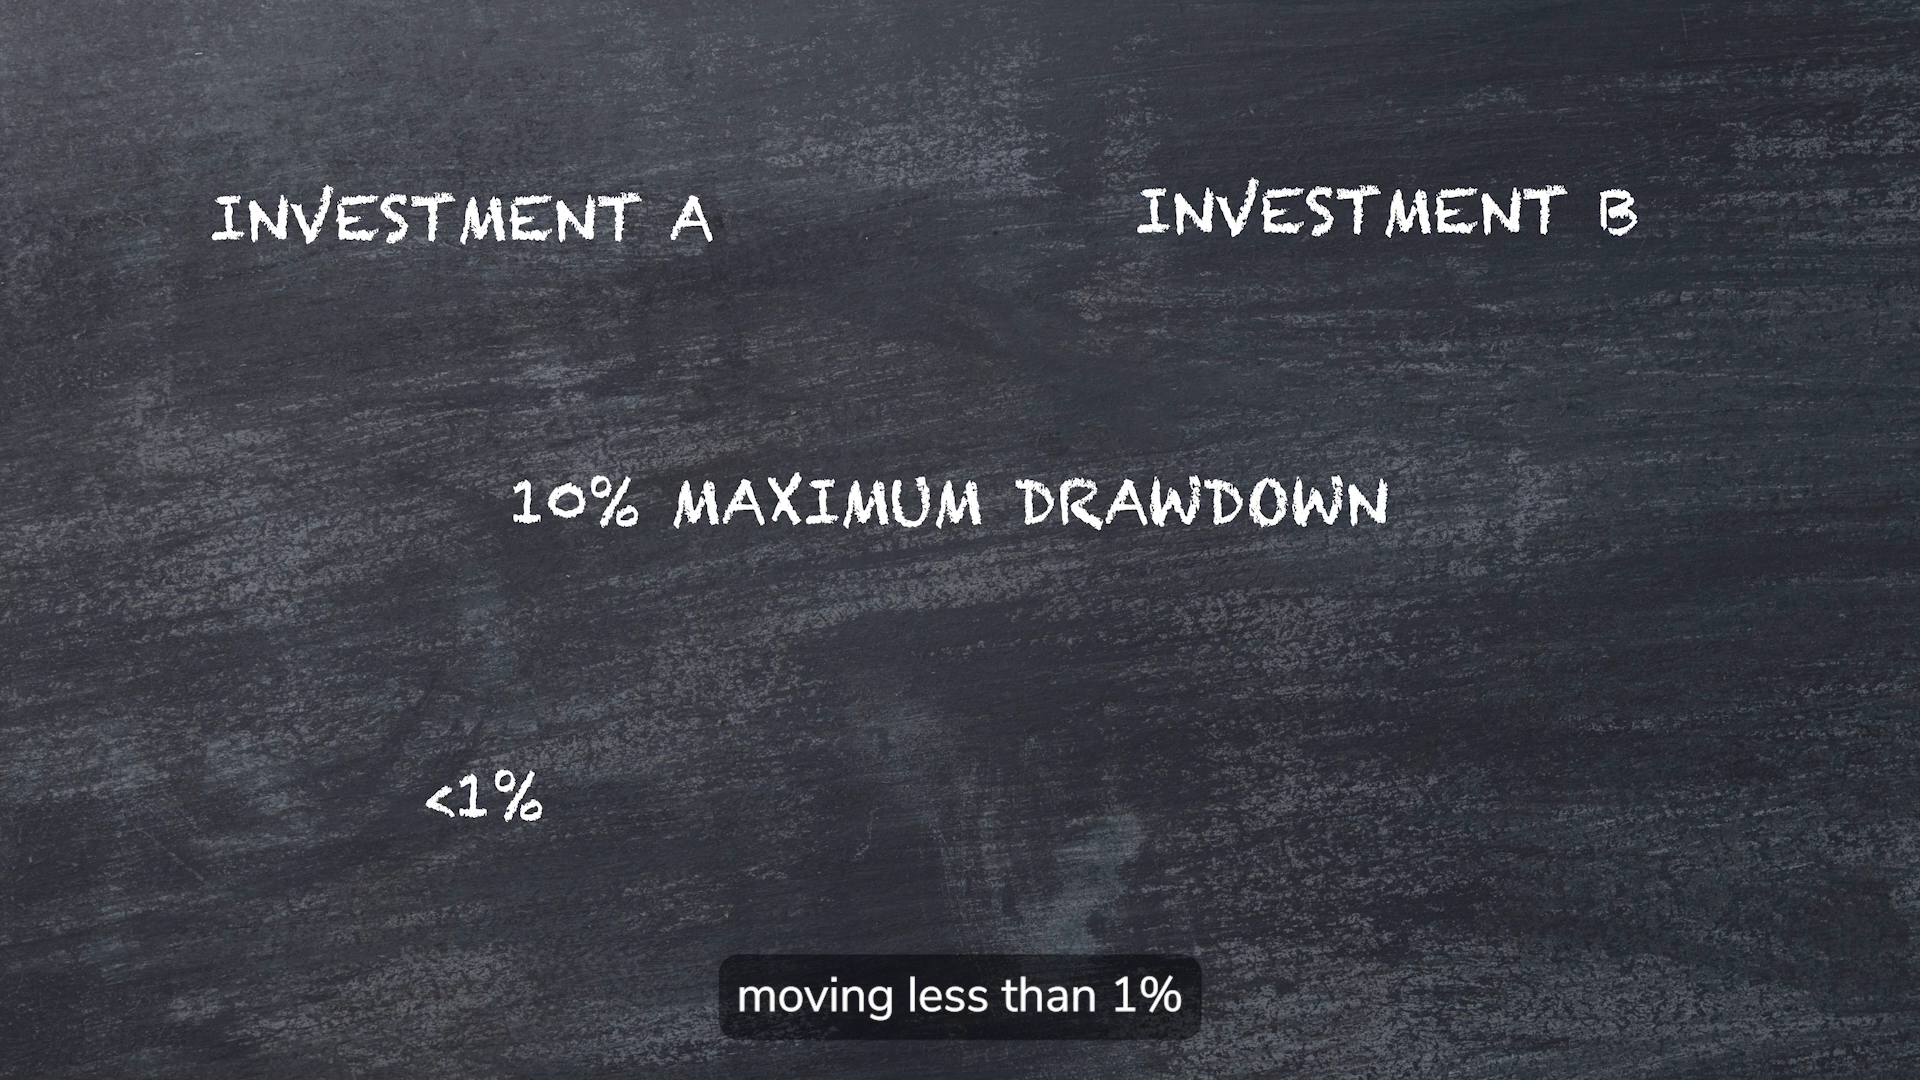 INVESTMENT A
INVESTMENT B
10% MAXIMUM DRAWDOWN
<1%
moving less than 1%